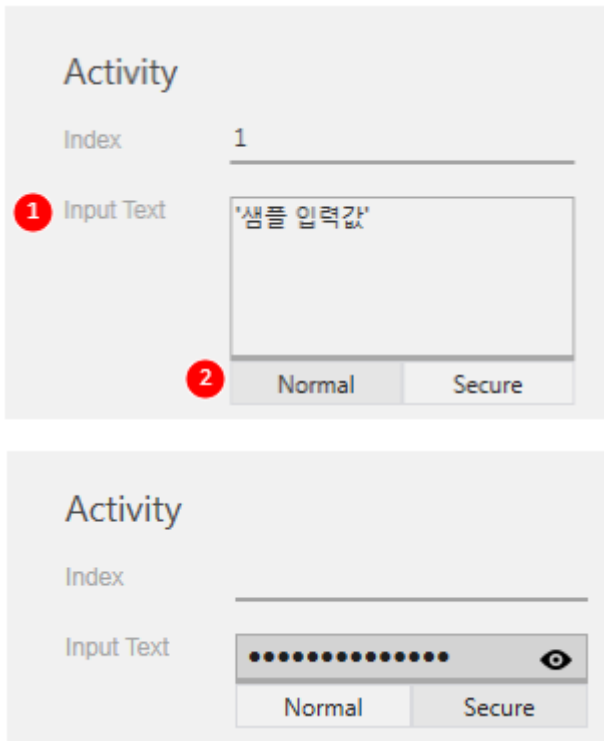 Activity
Index 1
1 Input Text '샘플 입력값'
2 Normal Secure
Activity
Index
Input Text ••••••••••••••
Normal Secure